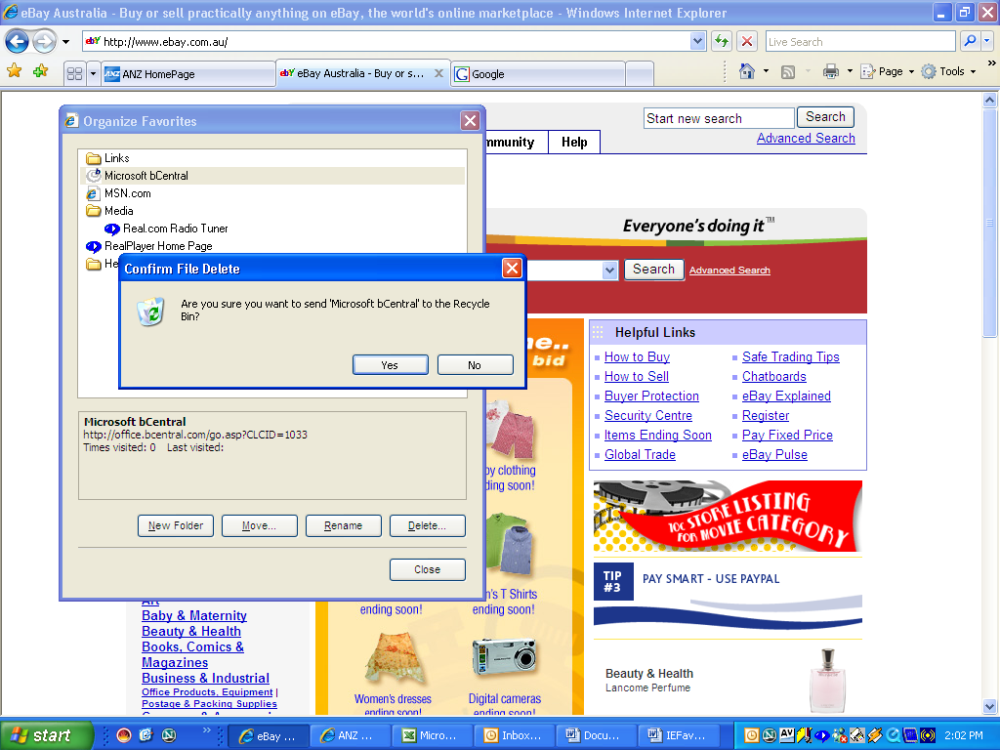 eBay Australia - Buy or sell practically anything on eBay, the world's online marketplace - Windows Internet Explorer
http://www.ebay.com.au/
Live Search
ANZ HomePage
eBay Australia - Buy or s...
Google
Page
Tools
Organize Favorites
Links
Microsoft bCentral
MSN.com
Media
Real.com Radio Tuner
RealPlayer Home Page
He
Confirm File Delete
Are you sure you want to send 'Microsoft bCentral' to the Recycle
Bin?
Yes
No
Microsoft bCentral
http://office.bcentral.com/go.asp?CLCID=1033
Times visited: 0 Last visited:
New Folder
Move...
Rename
Delete...
Close
Start new search
Search
Advanced Search
mmunity
Help
Everyone's doing it™
Search
Advanced Search
ne..
bid
Helpful Links
How to Buy
How to Sell
Buyer Protection
Security Centre
Items Ending Soon
Global Trade
Safe Trading Tips
Chatboards
eBay Explained
Register
Pay Fixed Price
eBay Pulse
by clothing
ending soon!
n's T Shirts
ending soon!
ending soon!
Women's dresses
Digital cameras
10c STORE LISTING
FOR MOVIE CATEGORY
TIP
#3
PAY SMART - USE PAYPAL
Beauty & Health
Lancome Perfume
Art
Baby & Maternity
Beauty & Health
Books, Comics &
Magazines
Business & Industrial
Office Products, Equipment |
Postage & Packing Supplies
start
eBay ...
ANZ ...
Micro...
Inbox...
Docu...
IEFav...
AV
2:02 PM